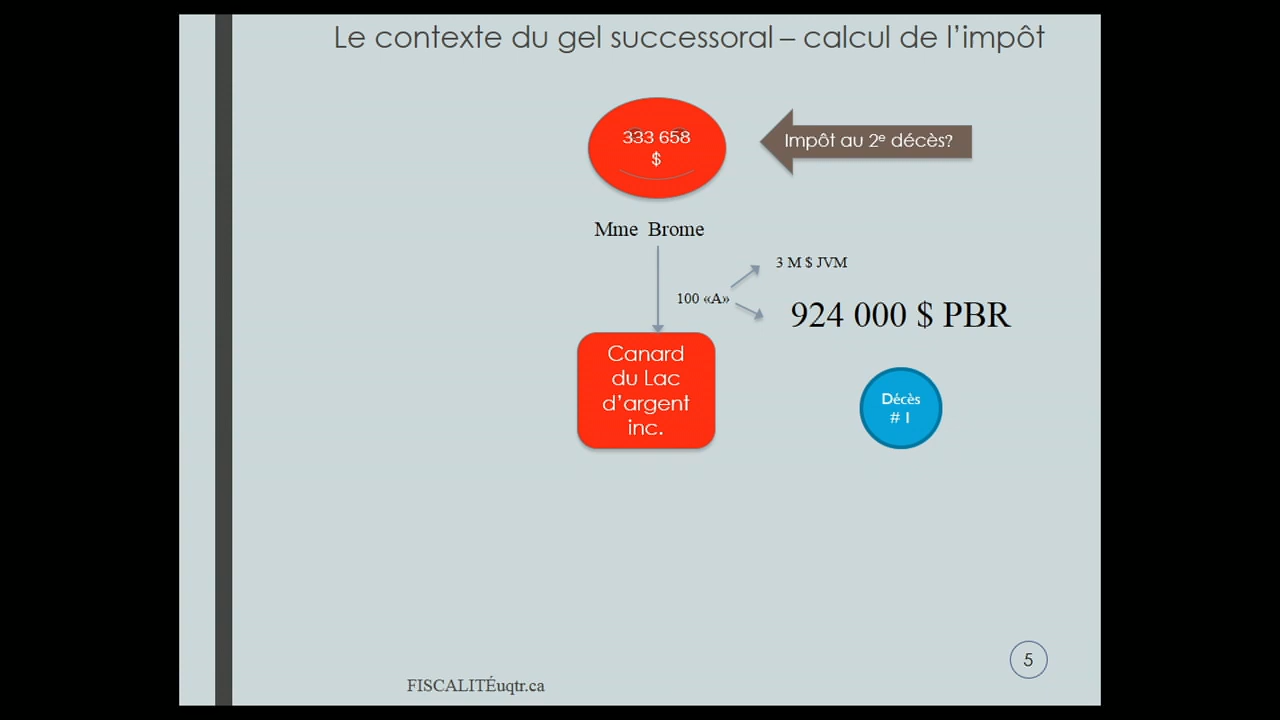 Le contexte du gel successoral – calcul de l’impôt
333 658
$
Impôt au 2e décès?
Mme Brome
3 M $ JVM
100 «A»
924 000 $ PBR
Canard
du Lac
d’argent
inc.
Décès
# 1
5
FISCALITÉuqtr.ca